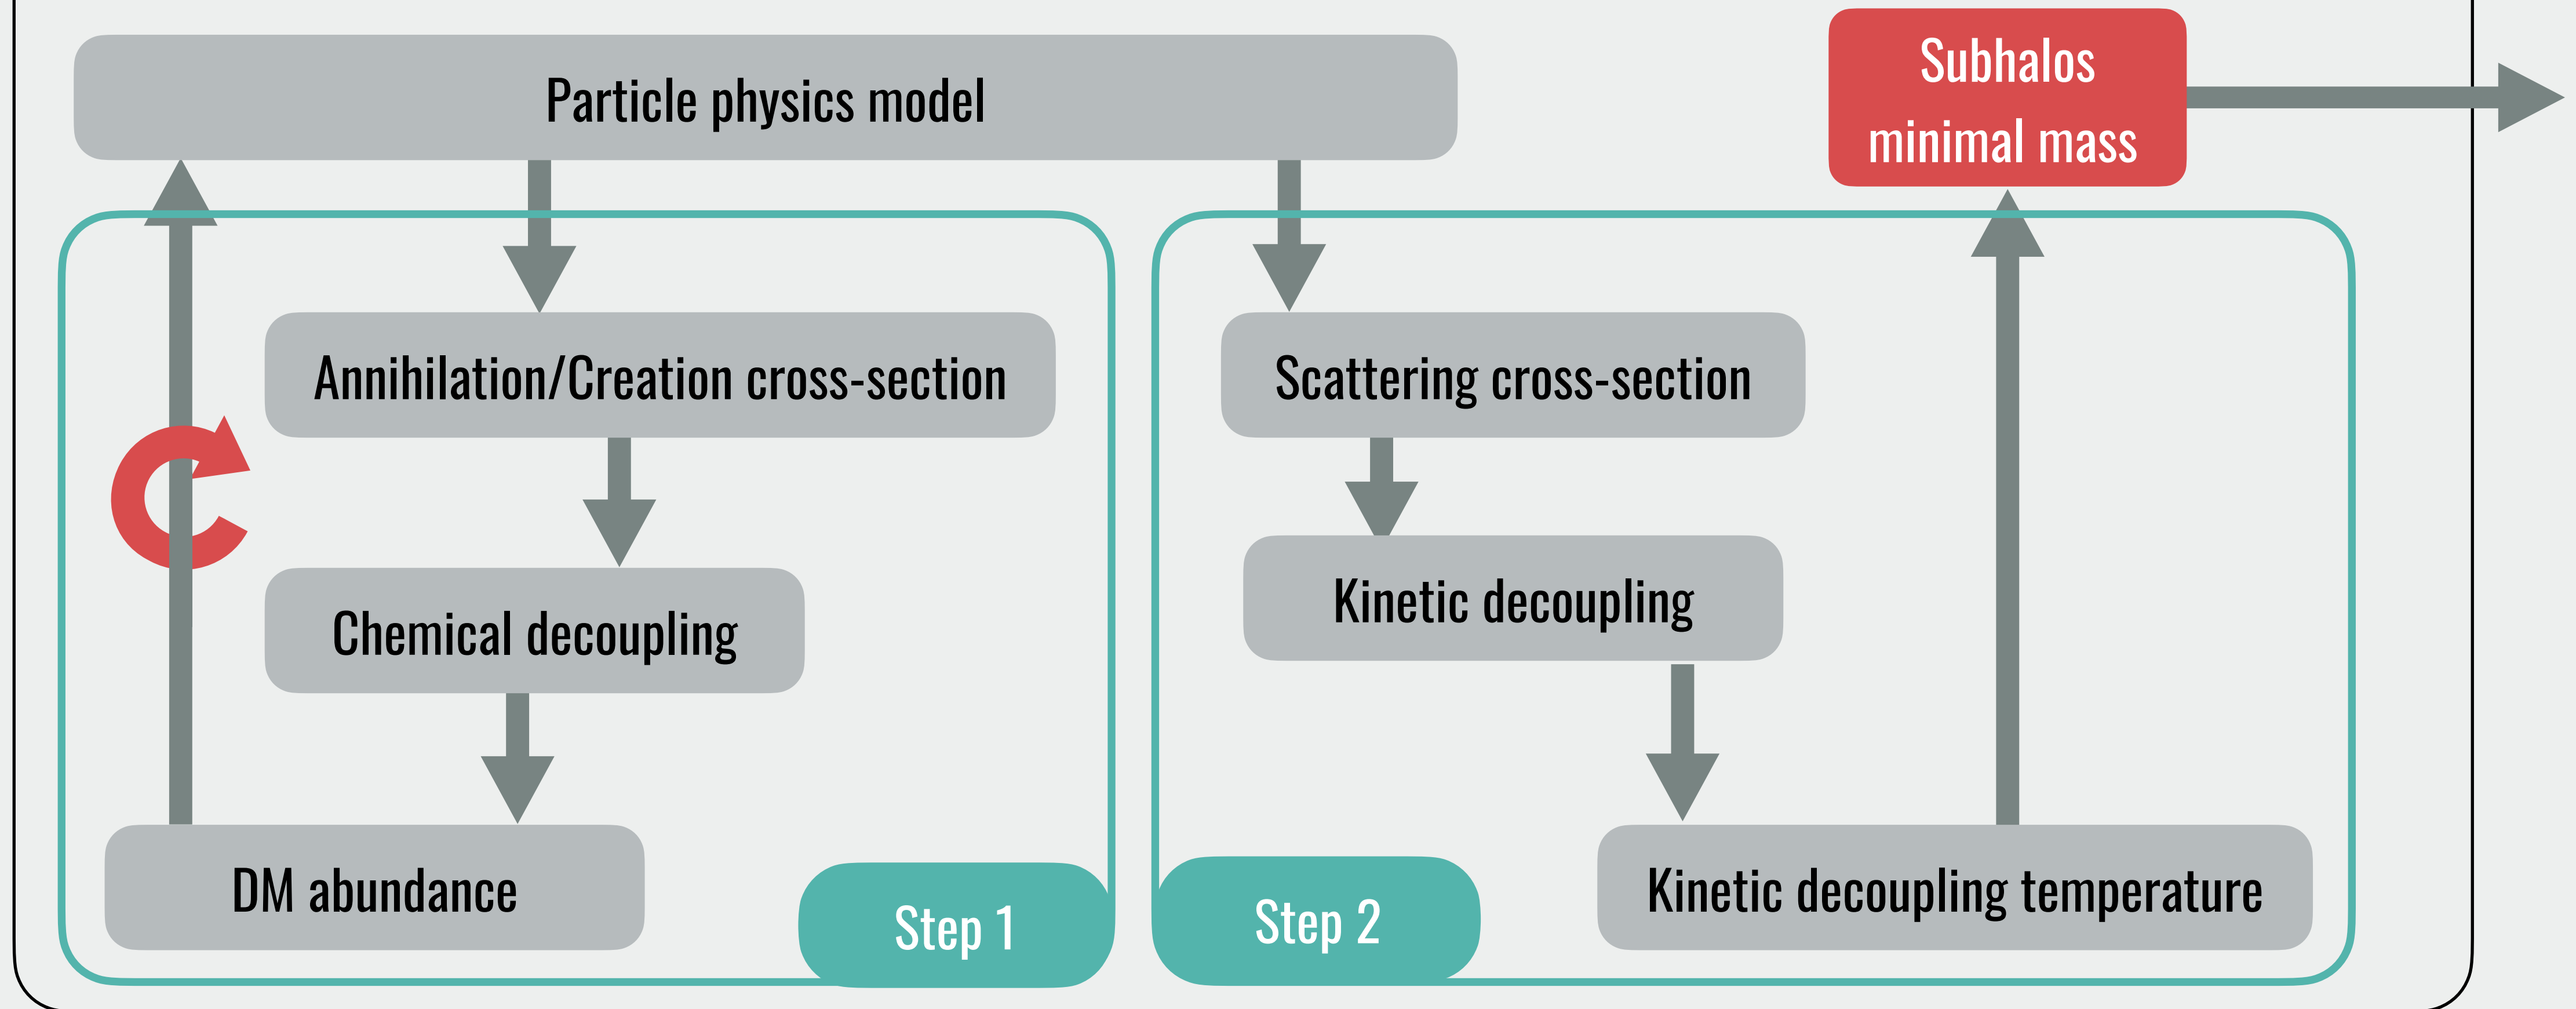 Particle physics model
Subhalos
minimal mass
Annihilation/Creation cross-section
Chemical decoupling
DM abundance
Step 1
Scattering cross-section
Kinetic decoupling
Kinetic decoupling temperature
Step 2